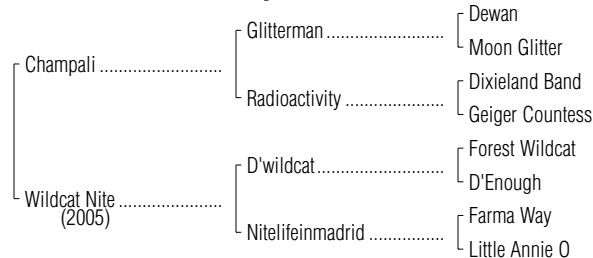 Dewan
Glitterman ........................
Moon Glitter
Champali .........................
Dixieland Band
Radioactivity ....................
Geiger Countess
Forest Wildcat
D'wildcat..........................
D'Enough
Wildcat Nite .....................
(2005)
Farma Way
Nitelifeinmadrid ...............
Little Annie O